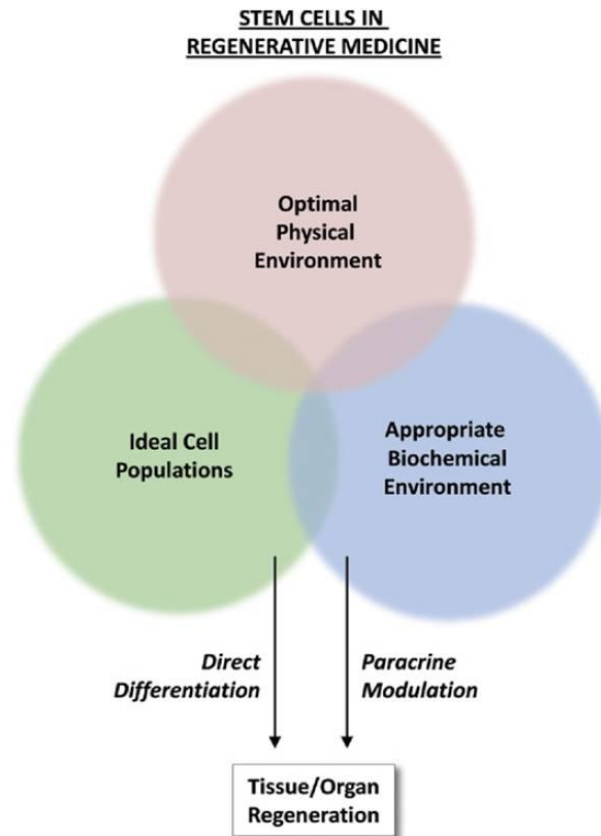 STEM CELLS IN
REGENERATIVE MEDICINE
Optimal
Physical
Environment
Ideal Cell
Populations
Appropriate
Biochemical
Environment
Direct
Differentiation
Paracrine
Modulation
Tissue/Organ
Regeneration